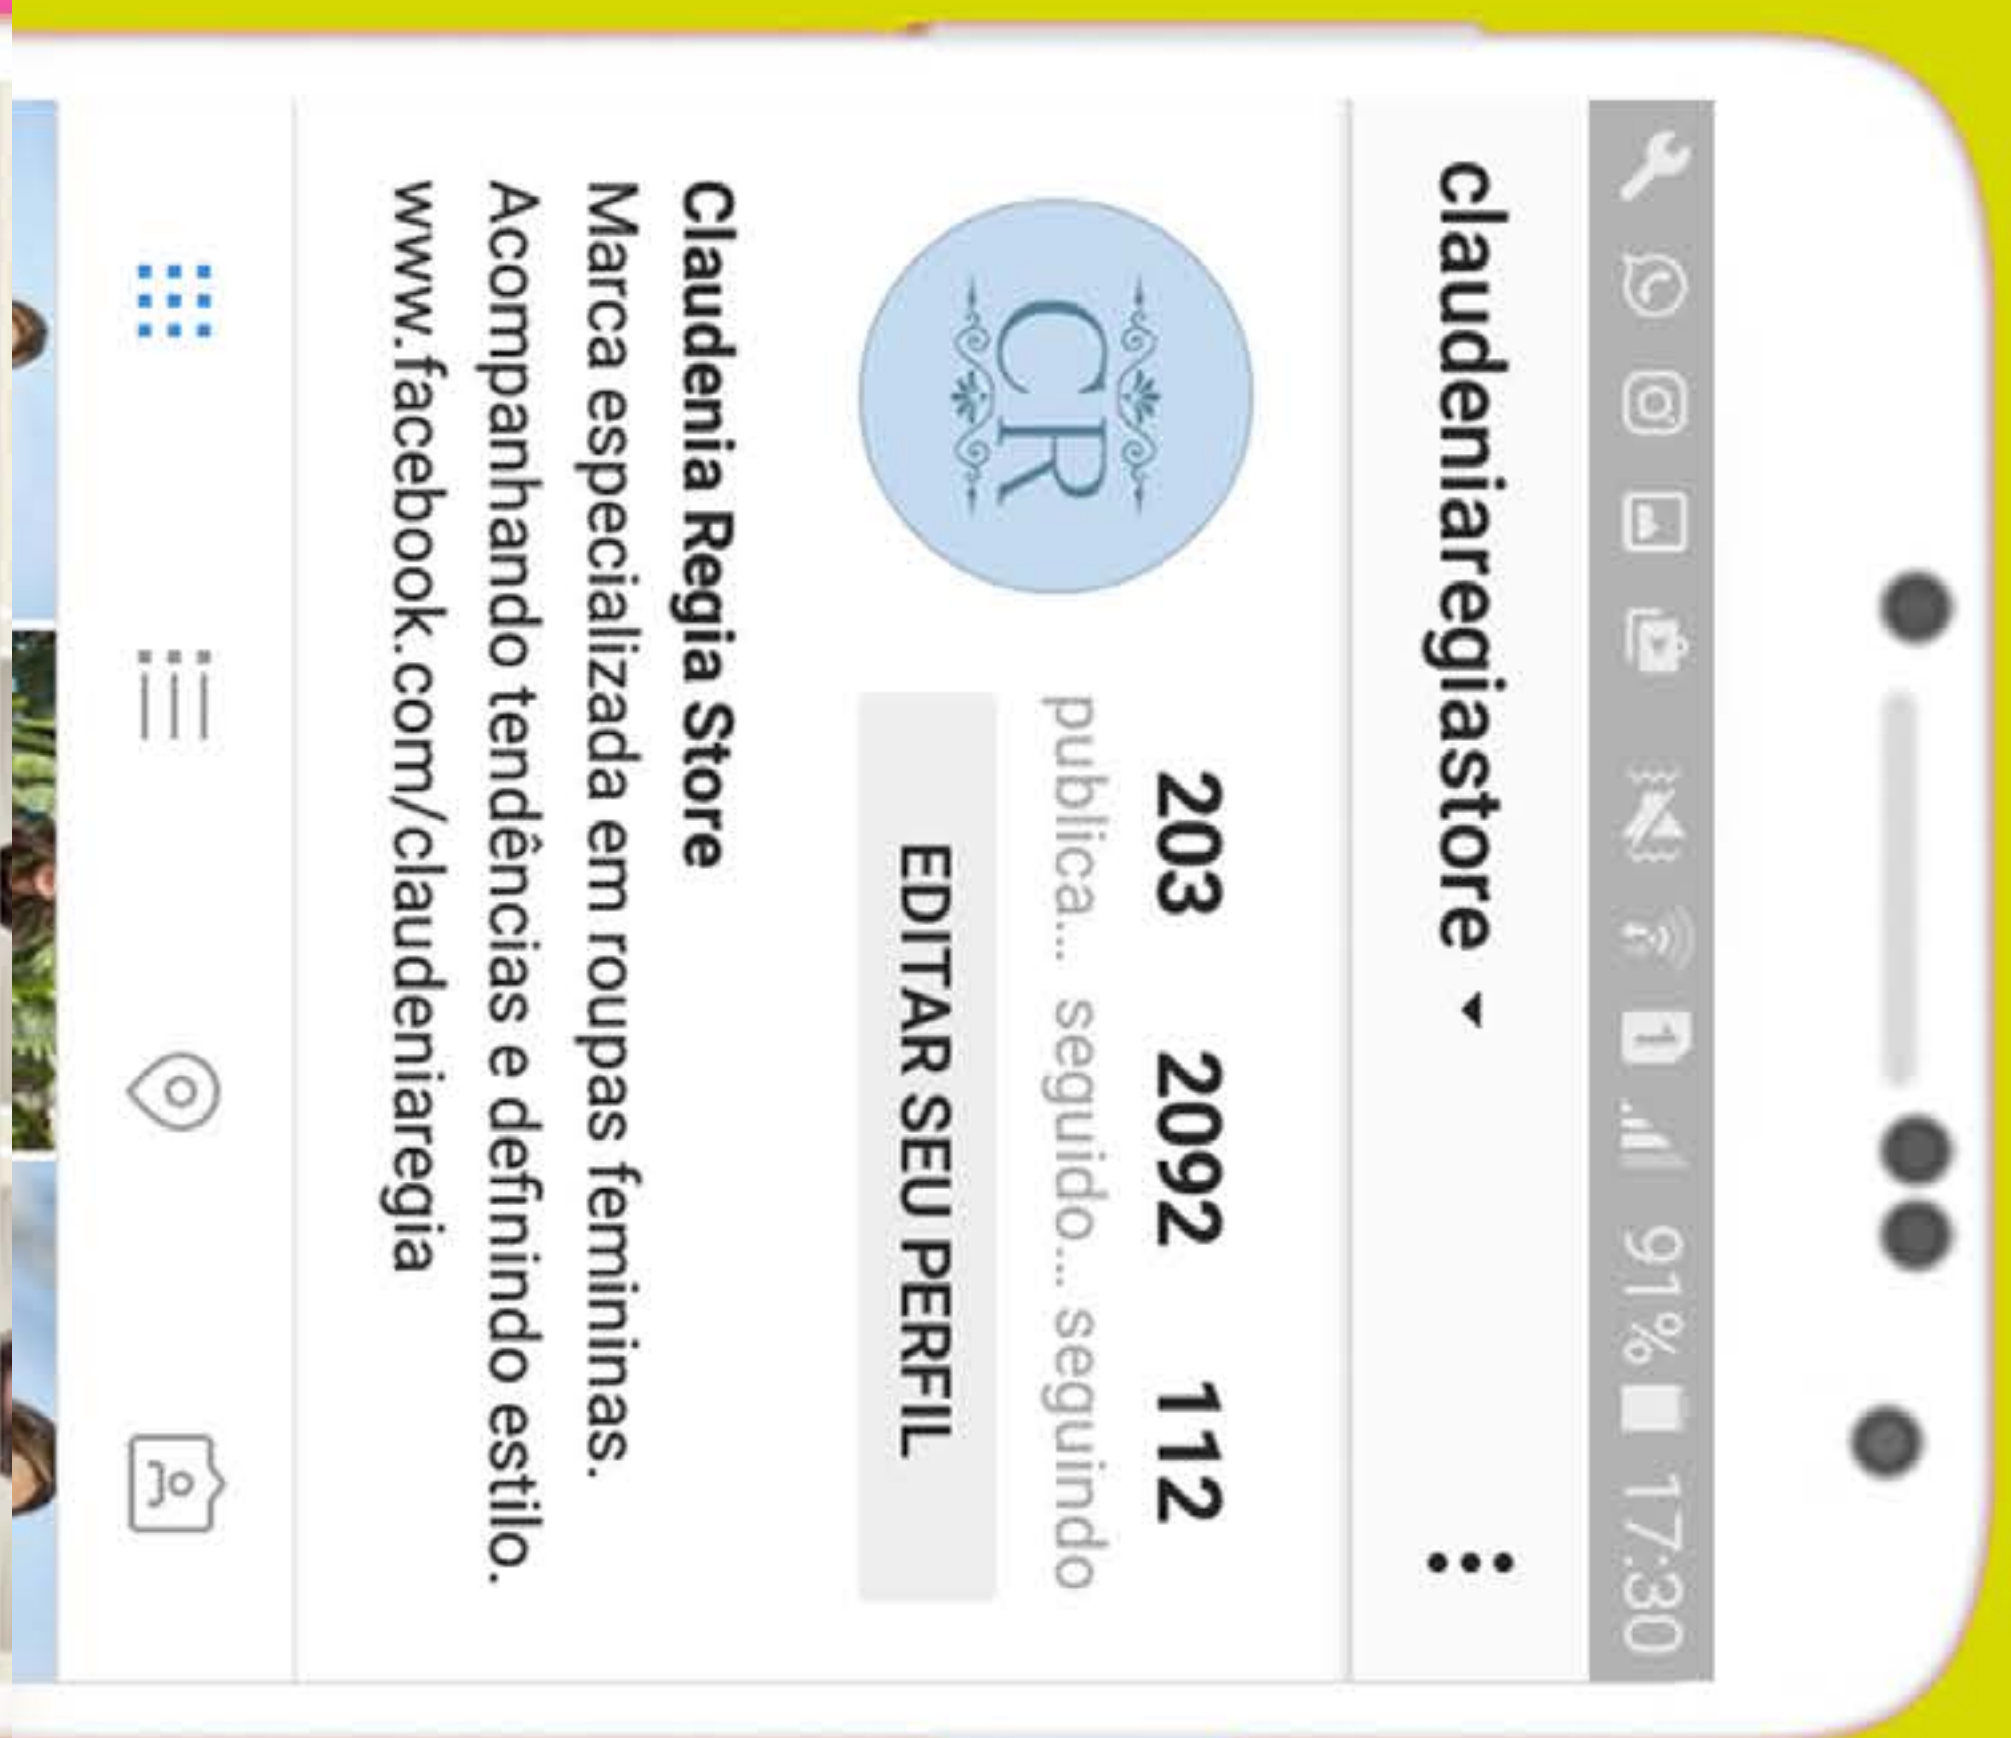 1 91% 17:30
claudeniaregiastore
CR
203 2092 112
publica... seguido... seguindo
EDITAR SEU PERFIL
Claudenia Regia Store
Marca especializada em roupas femininas.
Acompanhando tendências e definindo estilo.
www.facebook.com/claudeniaregia